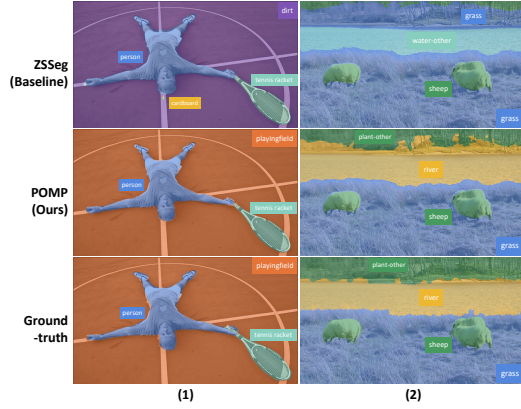 ZSSeg
(Baseline)
dirt
person
tennis racket
cardboard
grass
water-other
sheep
grass
POMP
(Ours)
playingfield
person
tennis racket
plant-other
river
sheep
grass
Ground
-truth
playingfield
person
tennis racket
plant-other
river
sheep
grass
(1)
(2)